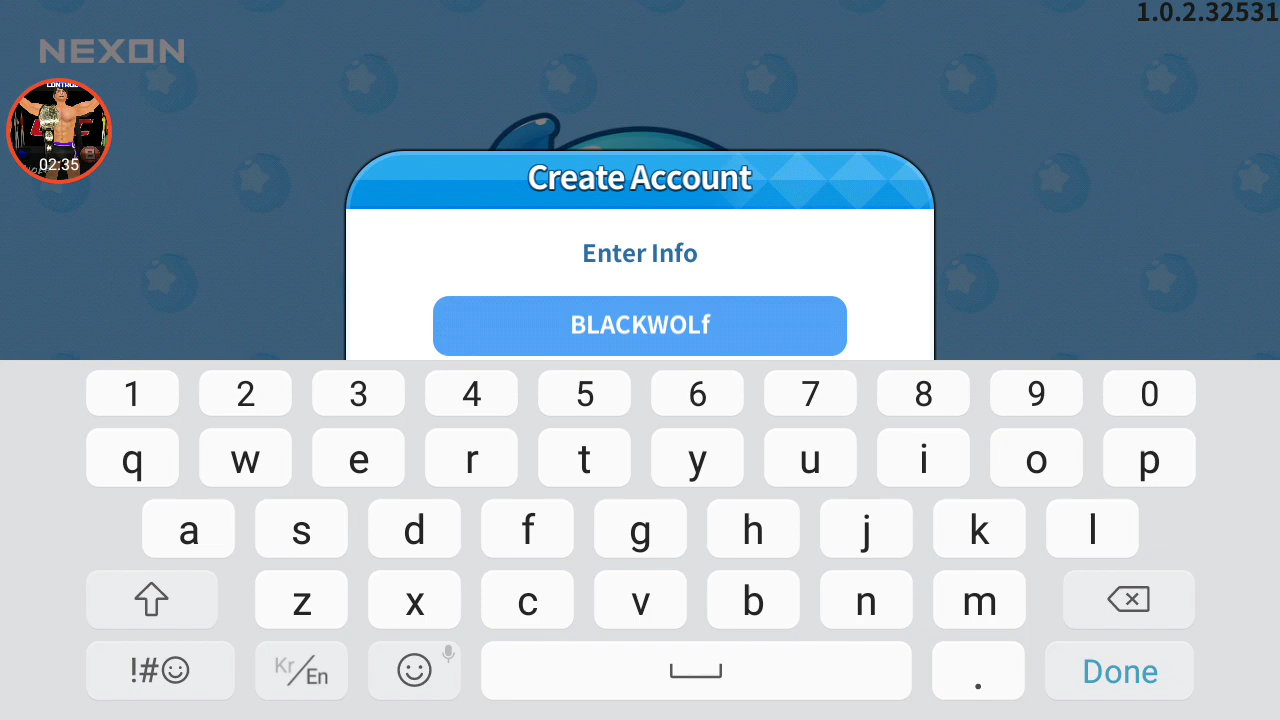 1.0.2.32531
NEXON
CONTROL
02:35
Create Account
Enter Info
BLACKWOLf
1 2 3 4 5 6 7 8 9 0
q w e r t y u i o p
a s d f g h j k l
z x c v b n m
!#☺ Kr/En . Done